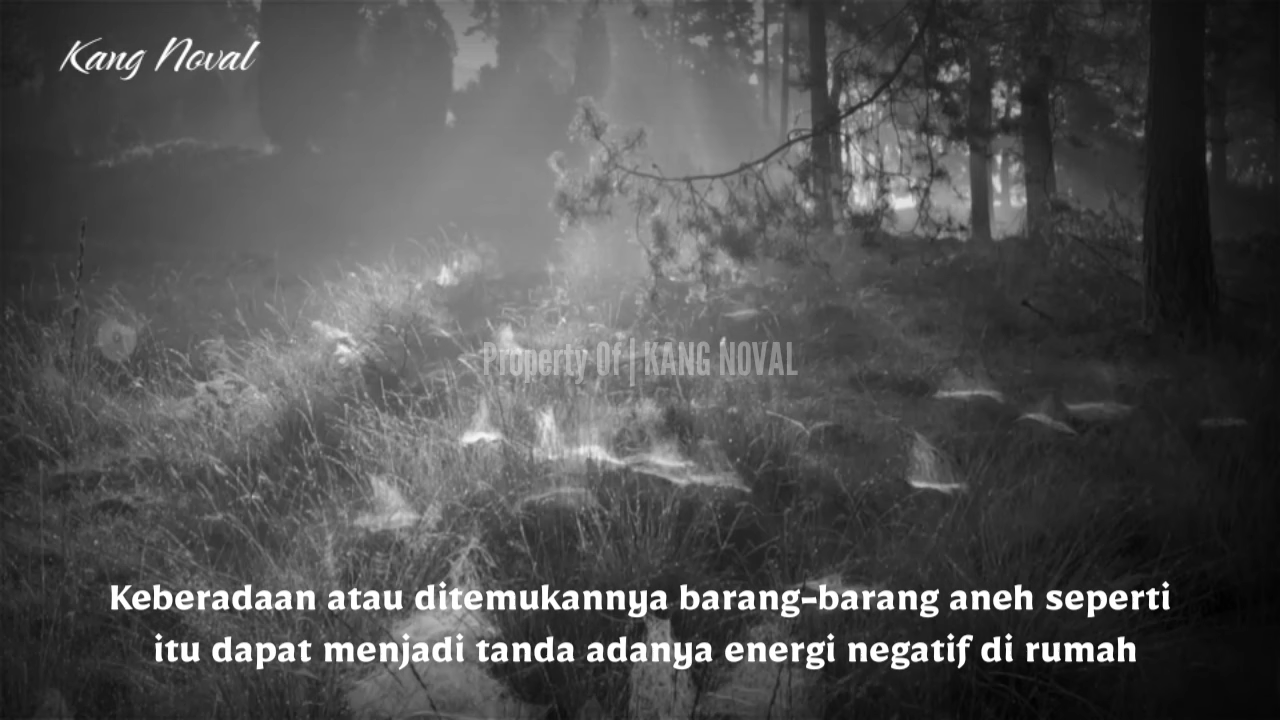 Kang Noval
Property Of | KANG NOVAL
Keberadaan atau ditemukannya barang-barang aneh seperti
itu dapat menjadi tanda adanya energi negatif di rumah